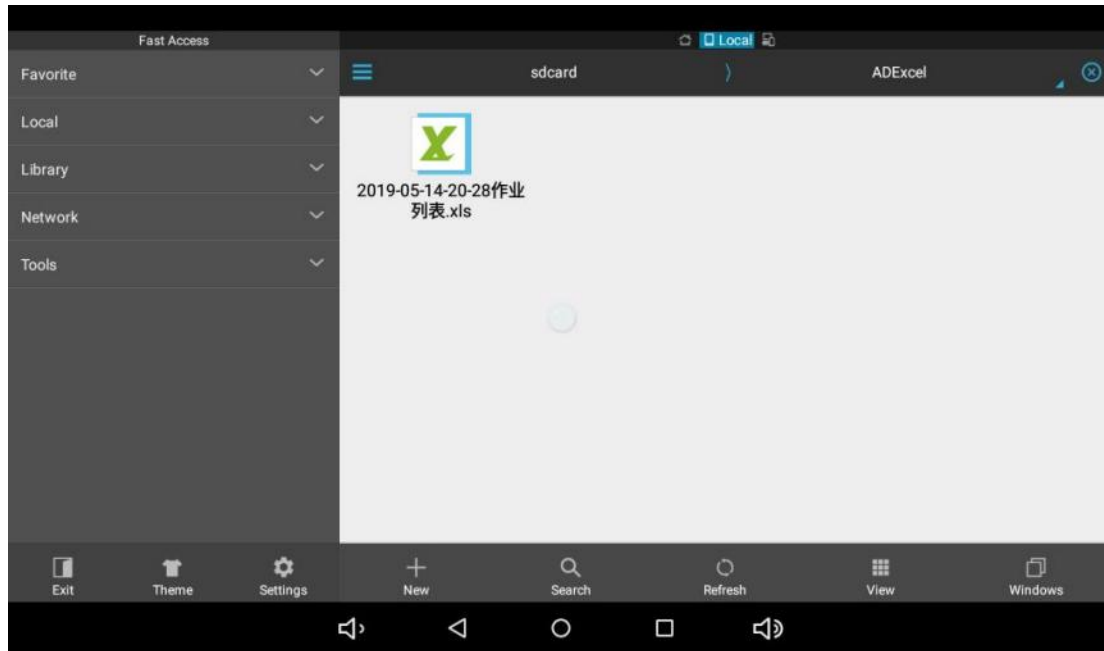 Fast Access
Local
Favorite
Local
Library
Network
Tools
sdcard
ADExcel
2019-05-14-20-28作业
列表.xls
Exit
Theme
Settings
New
Search
Refresh
View
Windows